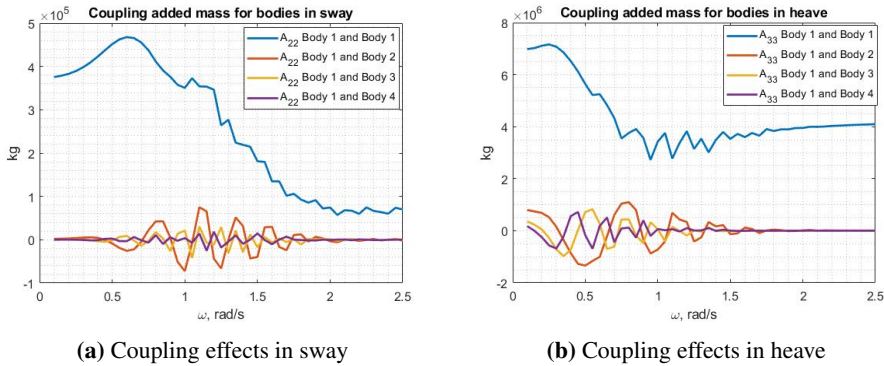 Coupling added mass for bodies in sway
×10⁵
5
4
3
2
1
0
-1
kg
0
0.5
1
1.5
2
2.5
ω, rad/s
A₂₂ Body 1 and Body 1
A₂₂ Body 1 and Body 2
A₂₂ Body 1 and Body 3
A₂₂ Body 1 and Body 4
(a) Coupling effects in sway
Coupling added mass for bodies in heave
×10⁶
8
6
4
2
0
-2
kg
0
0.5
1
1.5
2
2.5
ω, rad/s
A₃₃ Body 1 and Body 1
A₃₃ Body 1 and Body 2
A₃₃ Body 1 and Body 3
A₃₃ Body 1 and Body 4
(b) Coupling effects in heave